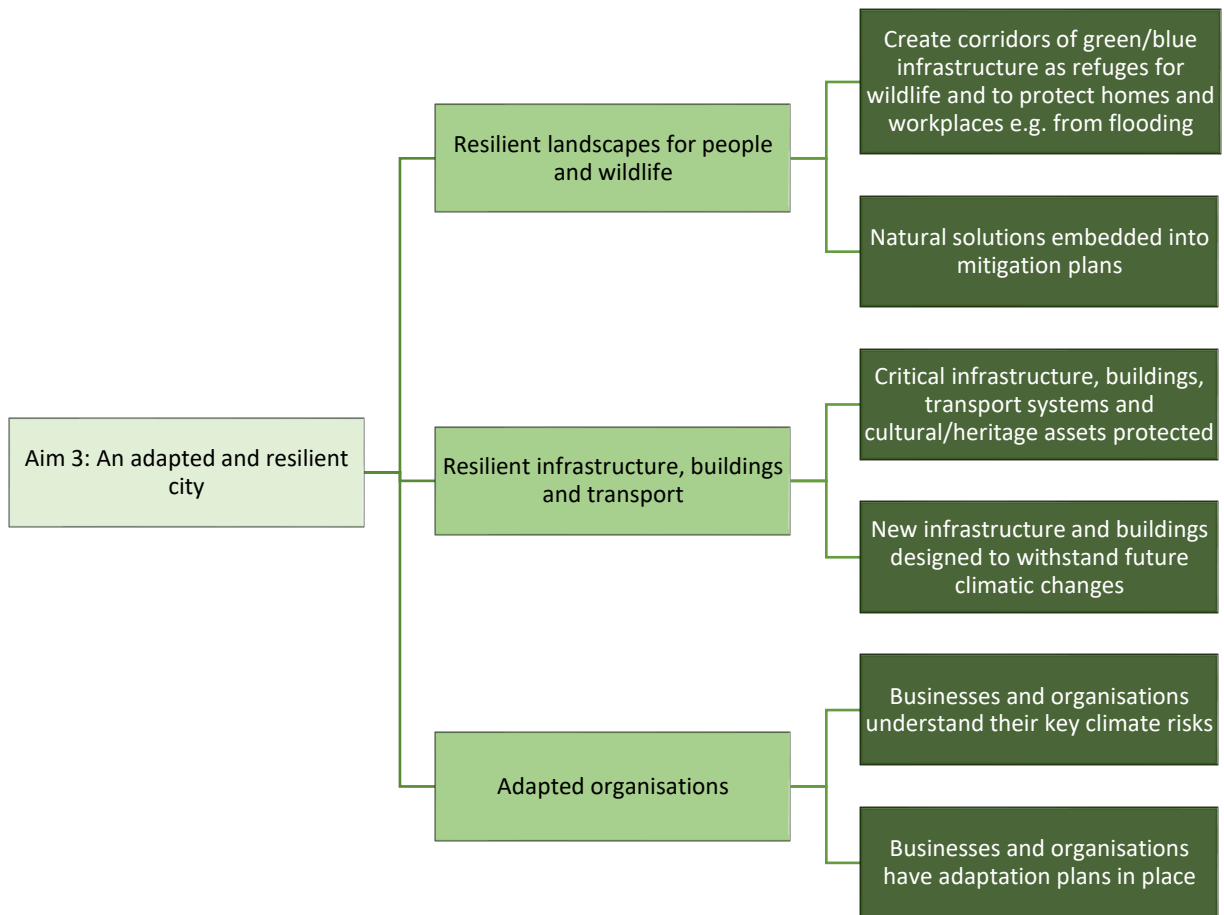 Aim 3: An adapted and resilient
city
Resilient landscapes for people
and wildlife
Create corridors of green/blue
infrastructure as refuges for
wildlife and to protect homes and
workplaces e.g. from flooding
Natural solutions embedded into
mitigation plans
Resilient infrastructure, buildings
and transport
Critical infrastructure, buildings,
transport systems and
cultural/heritage assets protected
New infrastructure and buildings
designed to withstand future
climatic changes
Adapted organisations
Businesses and organisations
understand their key climate risks
Businesses and organisations
have adaptation plans in place